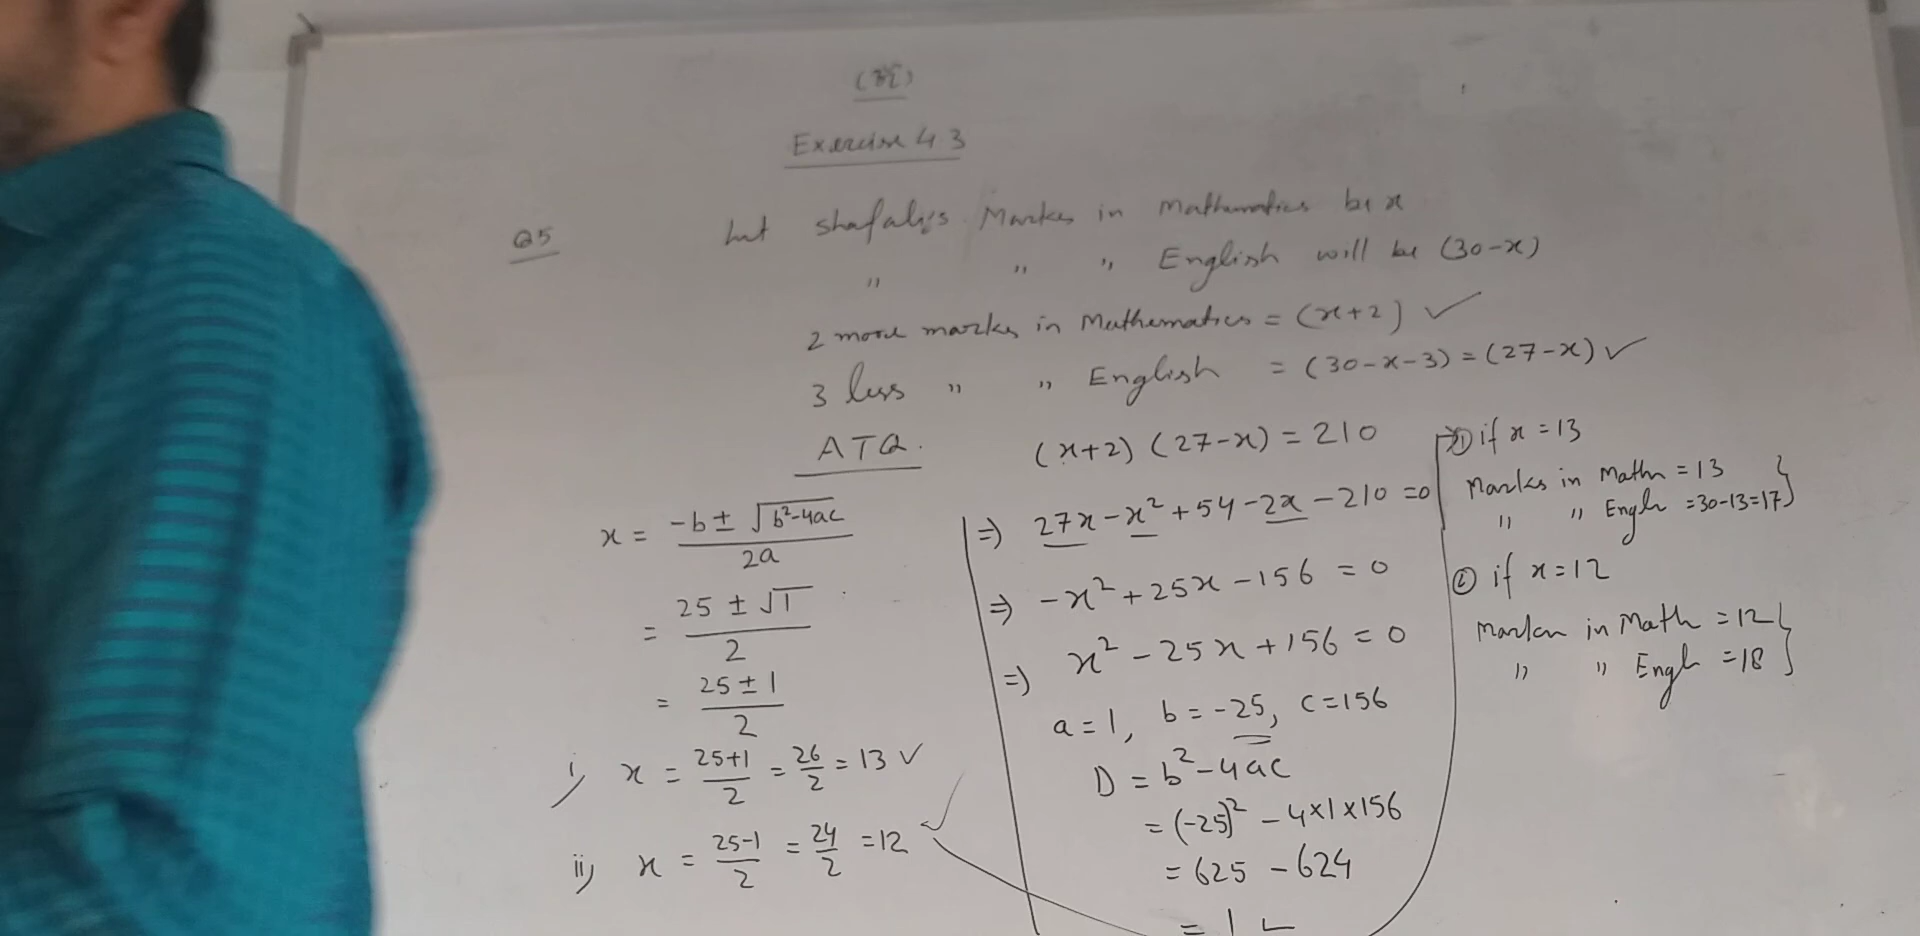 Exercise 4.3
Q5
Let shafalis Marks in mathematics be x
" " " English will be (30-x)
2 more marks in Mathematics = (x+2) ✓
3 less " " English = (30-x-3) = (27-x) ✓
ATQ.
(x+2) (27-x) = 210
=> 27x - x² + 54 - 2x - 210 = 0
=> -x² + 25x - 156 = 0
=> x² - 25x + 156 = 0
a = 1, b = -25, c = 156
D = b² - 4ac
= (-25)² - 4×1×156
= 625 - 624
= 1
x = -b ± √b²-4ac / 2a
= 25 ± √1 / 2
= 25 ± 1 / 2
i) x = 25+1 / 2 = 26/2 = 13 ✓
ii) x = 25-1 / 2 = 24/2 = 12
① if x = 13
Marks in Math = 13
" " Engh = 30-13=17
② if x = 12
Marks in Math = 12
" " Engh = 18